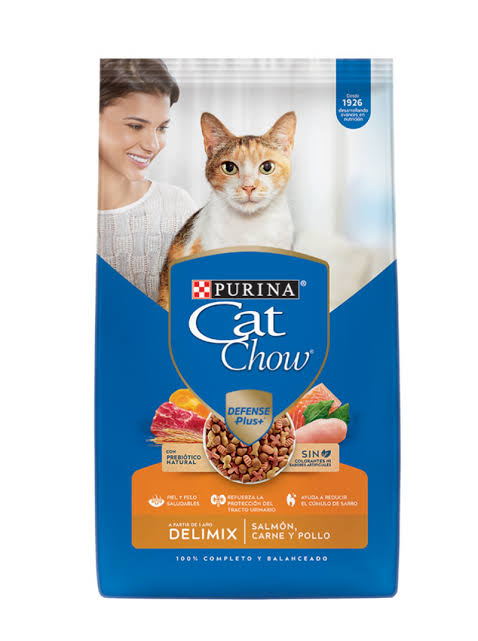 Desde
1926
desarrollando
avances en
nutrición
PURINA®
Cat
Chow®
DEFENSE
Plus+
CON
PREBIÓTICO
NATURAL
SIN
COLORANTES NI
SABORES ARTIFICIALES
PIEL Y PELO
SALUDABLES
REFUERZA LA
PROTECCIÓN DEL
TRACTO URINARIO
AYUDA A REDUCIR
EL CÚMULO DE SARRO
A PARTIR DE 1 AÑO
DELIMIX
SALMÓN,
CARNE Y POLLO
100% COMPLETO Y BALANCEADO